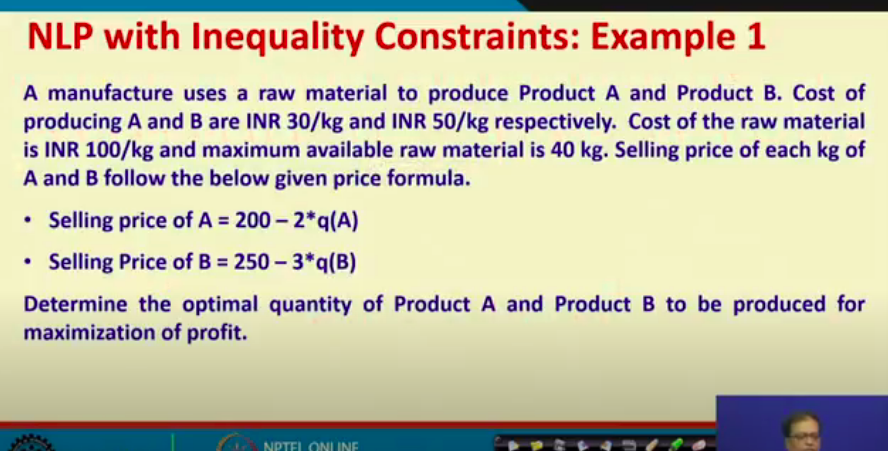 NLP with Inequality Constraints: Example 1
A manufacture uses a raw material to produce Product A and Product B. Cost of
producing A and B are INR 30/kg and INR 50/kg respectively. Cost of the raw material
is INR 100/kg and maximum available raw material is 40 kg. Selling price of each kg of
A and B follow the below given price formula.
• Selling price of A = 200 – 2*q(A)
• Selling Price of B = 250 – 3*q(B)
Determine the optimal quantity of Product A and Product B to be produced for
maximization of profit.
NPTEL ONLINE